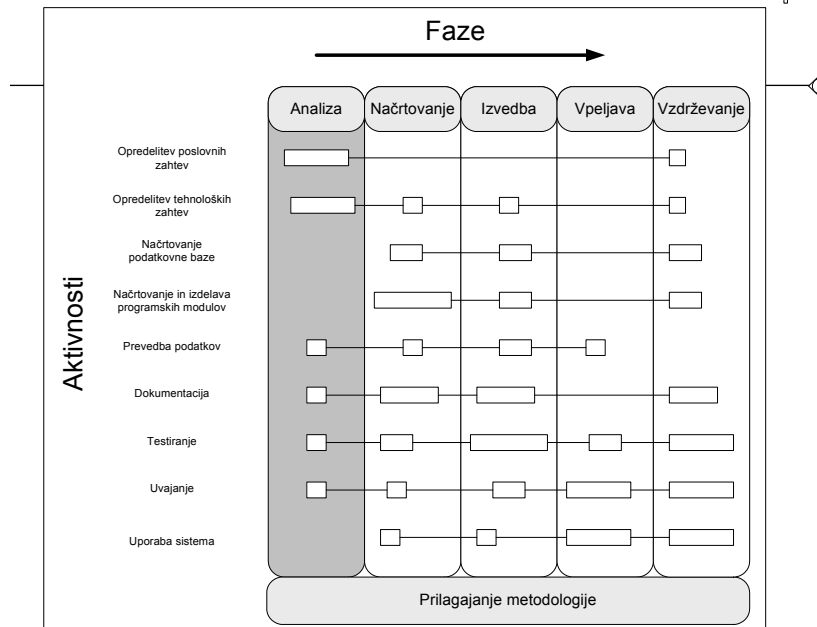 Faze
Analiza
Načrtovanje
Izvedba
Vpeljava
Vzdrževanje
Aktivnosti
Opredelitev poslovnih
zahtev
Opredelitev tehnoloških
zahtev
Načrtovanje
podatkovne baze
Načrtovanje in izdelava
programskih modulov
Prevedba podatkov
Dokumentacija
Testiranje
Uvajanje
Uporaba sistema
Prilagajanje metodologije